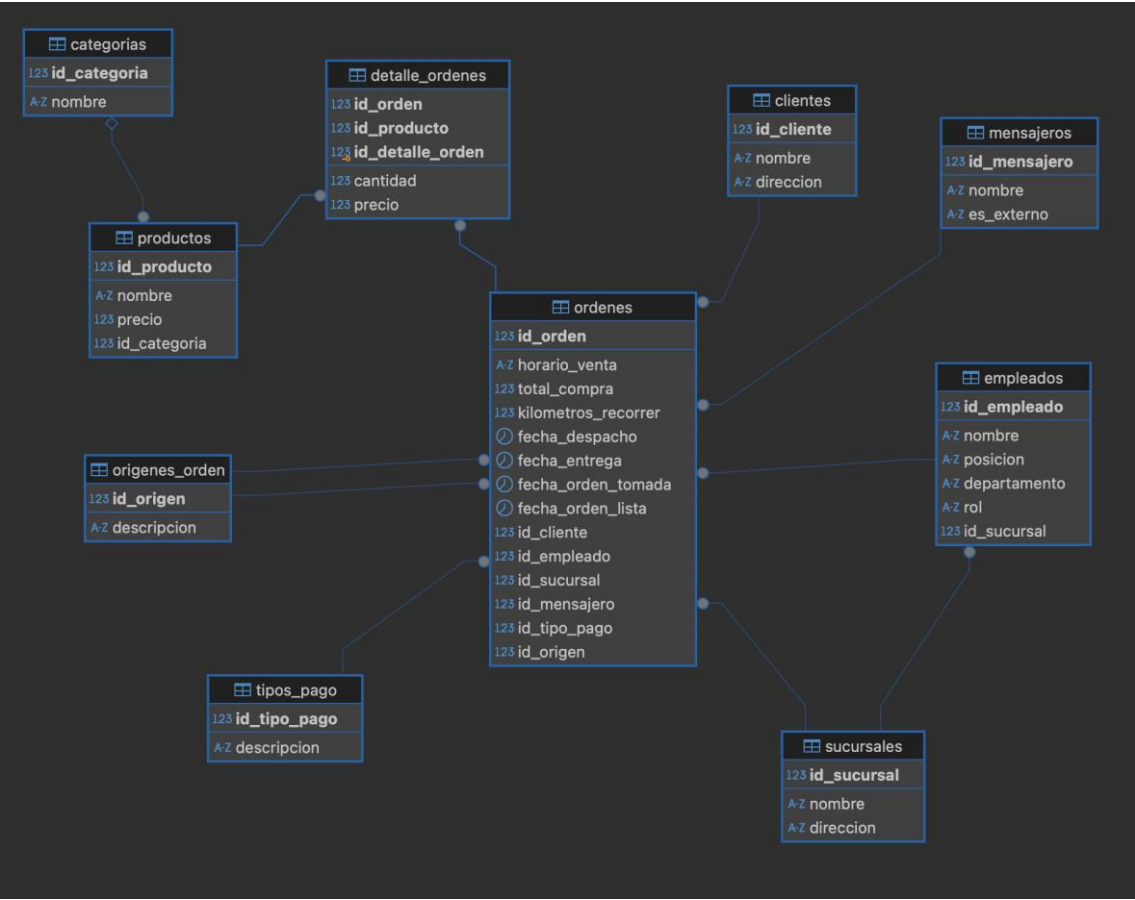 categorias
123 id_categoria
A-Z nombre
detalle_ordenes
123 id_orden
123 id_producto
123 id_detalle_orden
123 cantidad
123 precio
clientes
123 id_cliente
A-Z nombre
A-Z direccion
mensajeros
123 id_mensajero
A-Z nombre
A-Z es_externo
productos
123 id_producto
A-Z nombre
123 precio
123 id_categoria
ordenes
123 id_orden
A-Z horario_venta
123 total_compra
123 kilometros_recorrer
fecha_despacho
fecha_entrega
fecha_orden_tomada
fecha_orden_lista
123 id_cliente
123 id_empleado
123 id_sucursal
123 id_mensajero
123 id_tipo_pago
123 id_origen
empleados
123 id_empleado
A-Z nombre
A-Z posicion
A-Z departamento
A-Z rol
123 id_sucursal
origenes_orden
123 id_origen
A-Z descripcion
tipos_pago
123 id_tipo_pago
A-Z descripcion
sucursales
123 id_sucursal
A-Z nombre
A-Z direccion